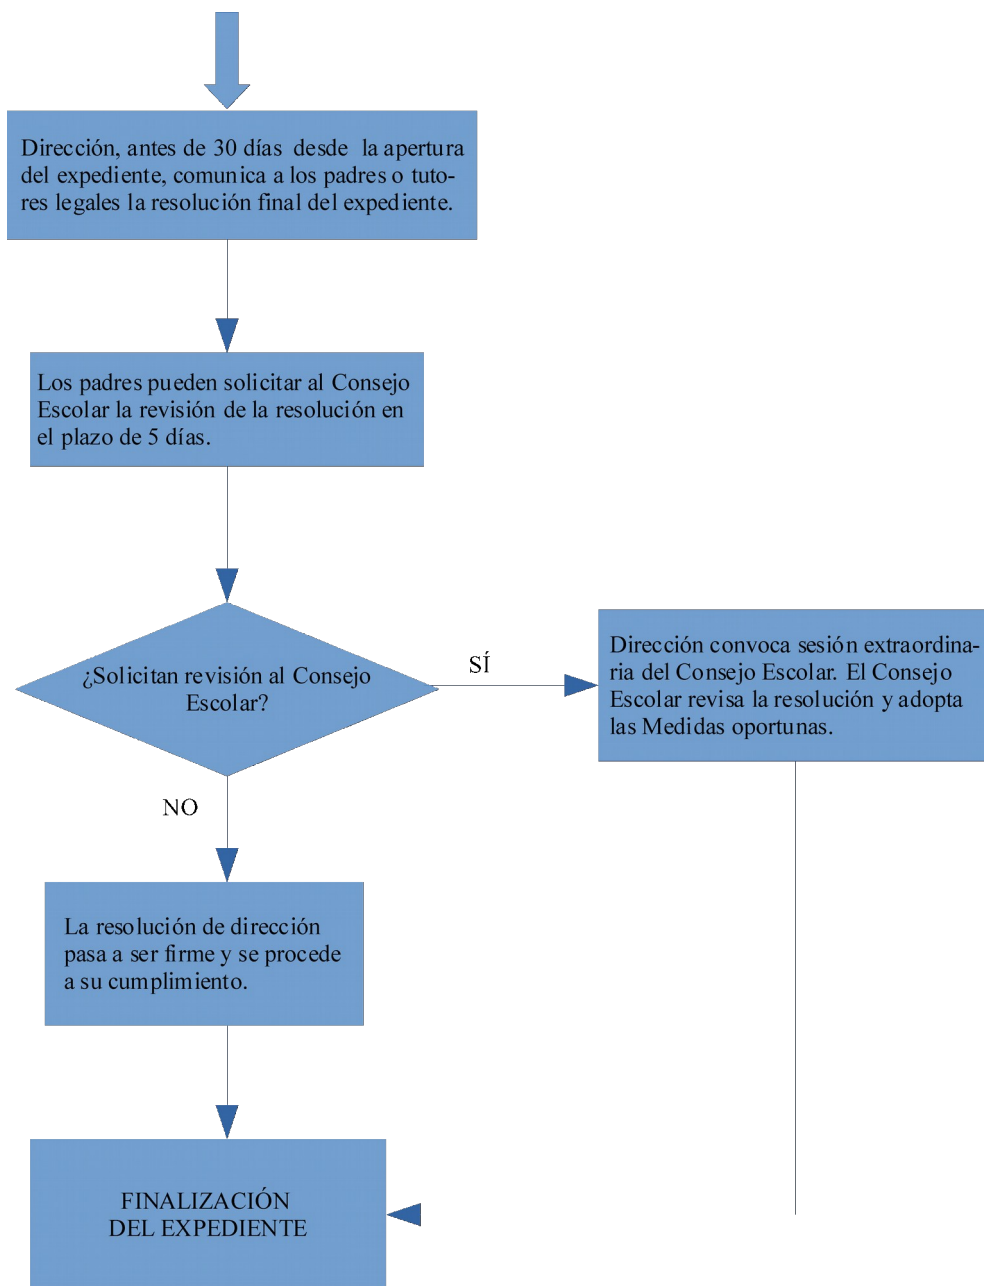 Dirección, antes de 30 días desde la apertura
del expediente, comunica a los padres o tuto-
res legales la resolución final del expediente.
Los padres pueden solicitar al Consejo
Escolar la revisión de la resolución en
el plazo de 5 días.
¿Solicitan revisión al Consejo
Escolar?
SÍ
Dirección convoca sesión extraordina-
ria del Consejo Escolar. El Consejo
Escolar revisa la resolución y adopta
las Medidas oportunas.
NO
La resolución de dirección
pasa a ser firme y se procede
a su cumplimiento.
FINALIZACIÓN
DEL EXPEDIENTE